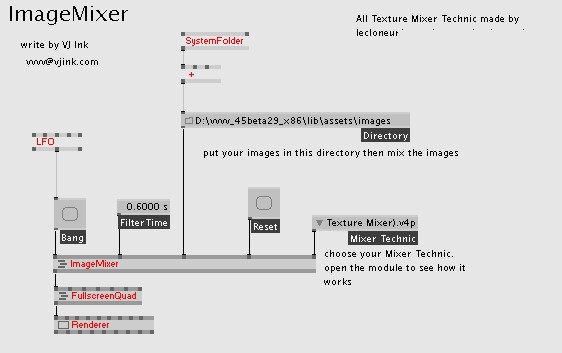 ImageMixer
All Texture Mixer Technic made by
lecloneur
write by VJ Ink
vvvv@vjink.com
SystemFolder
+
D:\vvvv_45beta29_x86\lib\assets\images
Directory
LFO
put your images in this directory then mix the images
0.6000 s
FilterTime
Bang
Reset
Texture Mixer).v4p
Mixer Technic
ImageMixer
choose your Mixer Technic.
open the module to see how it
works
FullscreenQuad
Renderer